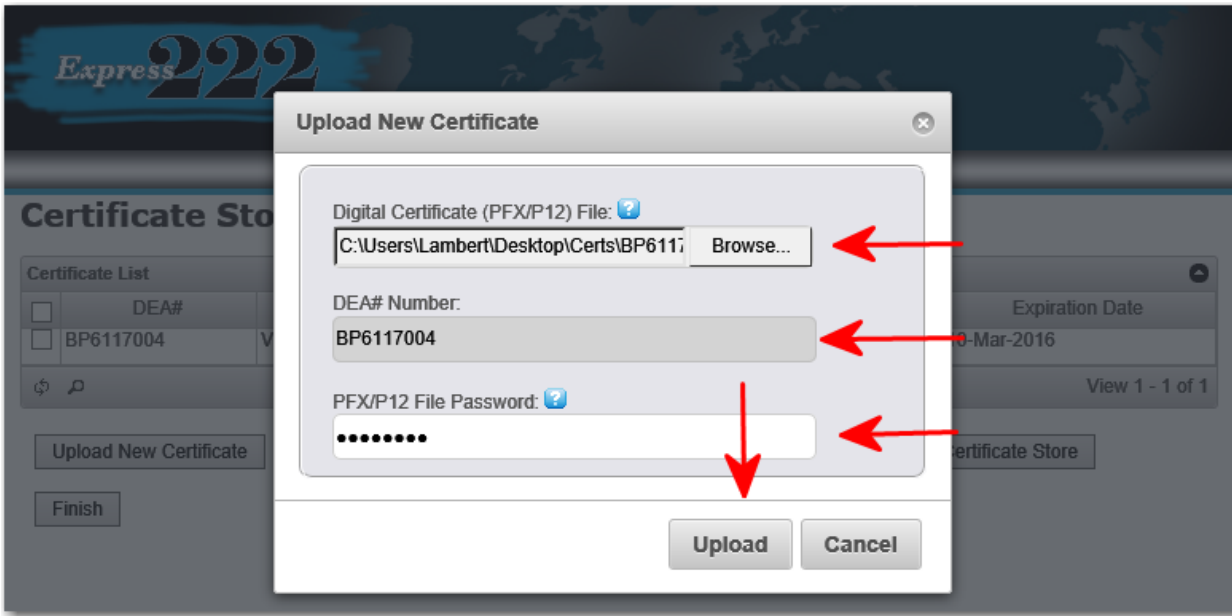 Express 222
Upload New Certificate
Certificate Sto
Digital Certificate (PFX/P12) File:
C:\Users\Lambert\Desktop\Certs\BP6117 Browse...
Certificate List
DEA# Expiration Date
DEA# Number:
BP6117004
BP6117004 V -Mar-2016
View 1 - 1 of 1
PFX/P12 File Password:
••••••••
Upload New Certificate ertificate Store
Finish
Upload Cancel